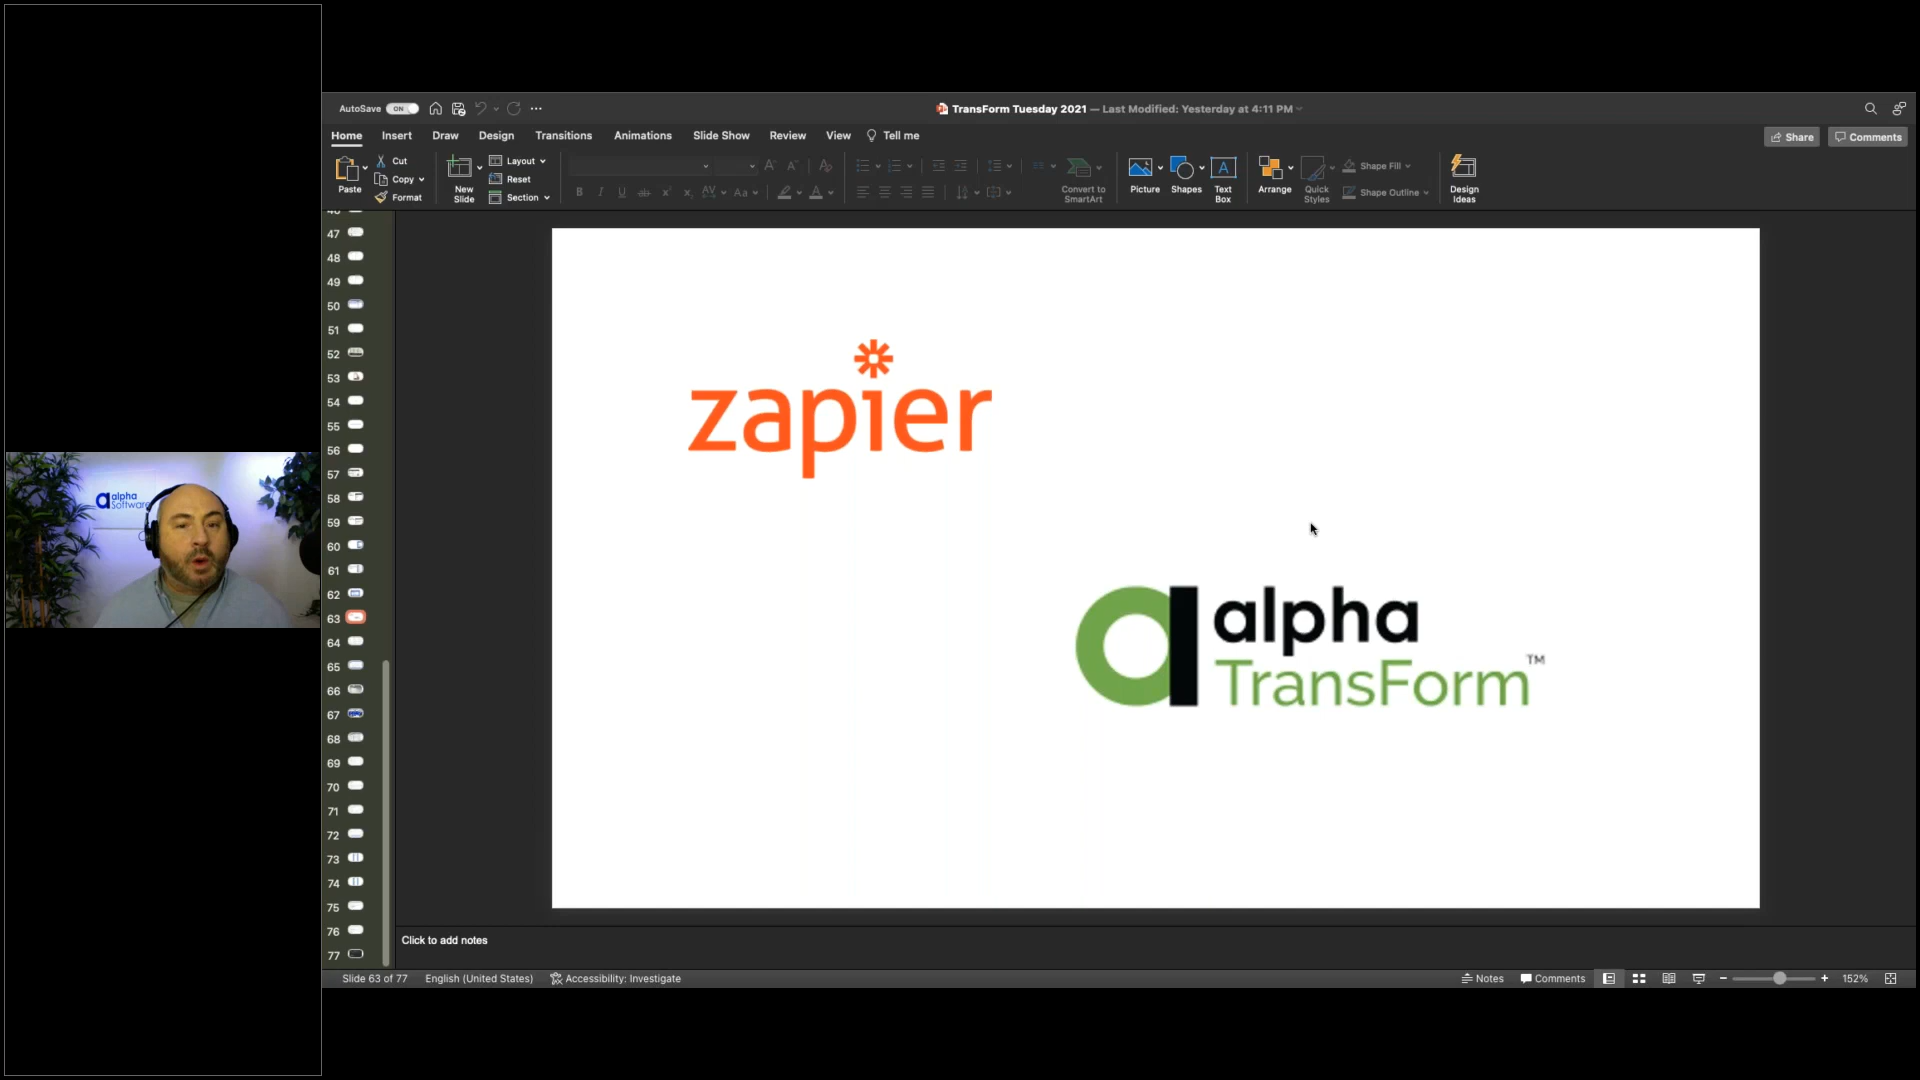 AutoSave ON
TransForm Tuesday 2021 — Last Modified: Yesterday at 4:11 PM
Home Insert Draw Design Transitions Animations Slide Show Review View Tell me
Share Comments
Paste
Cut
Copy
Format
New
Slide
Layout
Reset
Section
Convert to
SmartArt
Picture
Shapes
Text
Box
Arrange
Quick
Styles
Shape Fill
Shape Outline
Design
Ideas
46
47
48
49
50
51
52
53
54
55
56
57
58
59
60
61
62
63
64
65
66
67
68
69
70
71
72
73
74
75
76
77
alpha
Software
zapier
alpha
TransForm™
Click to add notes
Slide 63 of 77 English (United States) Accessibility: Investigate
Notes Comments 152%